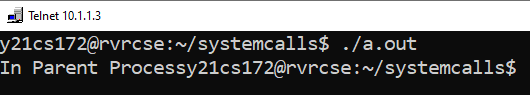 Telnet 10.1.1.3
y21cs172@rvrcse:~/systemcalls$ ./a.out
In Parent Processy21cs172@rvrcse:~/systemcalls$